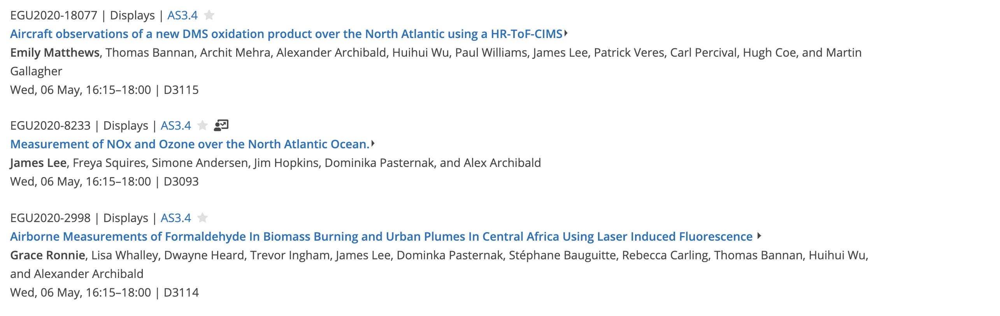 EGU2020-18077 | Displays | AS3.4
Aircraft observations of a new DMS oxidation product over the North Atlantic using a HR-ToF-CIMS
Emily Matthews, Thomas Bannan, Archit Mehra, Alexander Archibald, Huihui Wu, Paul Williams, James Lee, Patrick Veres, Carl Percival, Hugh Coe, and Martin
Gallagher
Wed, 06 May, 16:15–18:00 | D3115
EGU2020-8233 | Displays | AS3.4
Measurement of NOx and Ozone over the North Atlantic Ocean.
James Lee, Freya Squires, Simone Andersen, Jim Hopkins, Dominika Pasternak, and Alex Archibald
Wed, 06 May, 16:15–18:00 | D3093
EGU2020-2998 | Displays | AS3.4
Airborne Measurements of Formaldehyde In Biomass Burning and Urban Plumes In Central Africa Using Laser Induced Fluorescence
Grace Ronnie, Lisa Whalley, Dwayne Heard, Trevor Ingham, James Lee, Dominka Pasternak, Stéphane Bauguitte, Rebecca Carling, Thomas Bannan, Huihui Wu,
and Alexander Archibald
Wed, 06 May, 16:15–18:00 | D3114